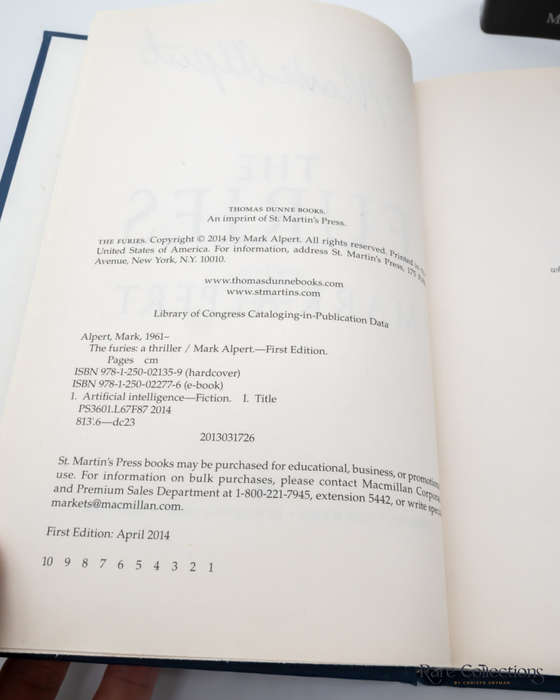 THOMAS DUNNE BOOKS.
An imprint of St. Martin's Press.
THE FURIES. Copyright © 2014 by Mark Alpert. All rights reserved. Printed in the
United States of America. For information, address St. Martin's Press, 175 Fifth
Avenue, New York, N.Y. 10010.
www.thomasdunnebooks.com
www.stmartins.com
Library of Congress Cataloging-in-Publication Data
Alpert, Mark, 1961–
The furies: a thriller / Mark Alpert.—First Edition.
Pages cm
ISBN 978-1-250-02135-9 (hardcover)
ISBN 978-1-250-02277-6 (e-book)
1. Artificial intelligence—Fiction. I. Title
PS3601.L67F87 2014
813'.6—dc23
2013031726
St. Martin's Press books may be purchased for educational, business, or promotional
use. For information on bulk purchases, please contact Macmillan Corpora
and Premium Sales Department at 1-800-221-7945, extension 5442, or write speci
markets@macmillan.com.
First Edition: April 2014
10 9 8 7 6 5 4 3 2 1
Rare Collections